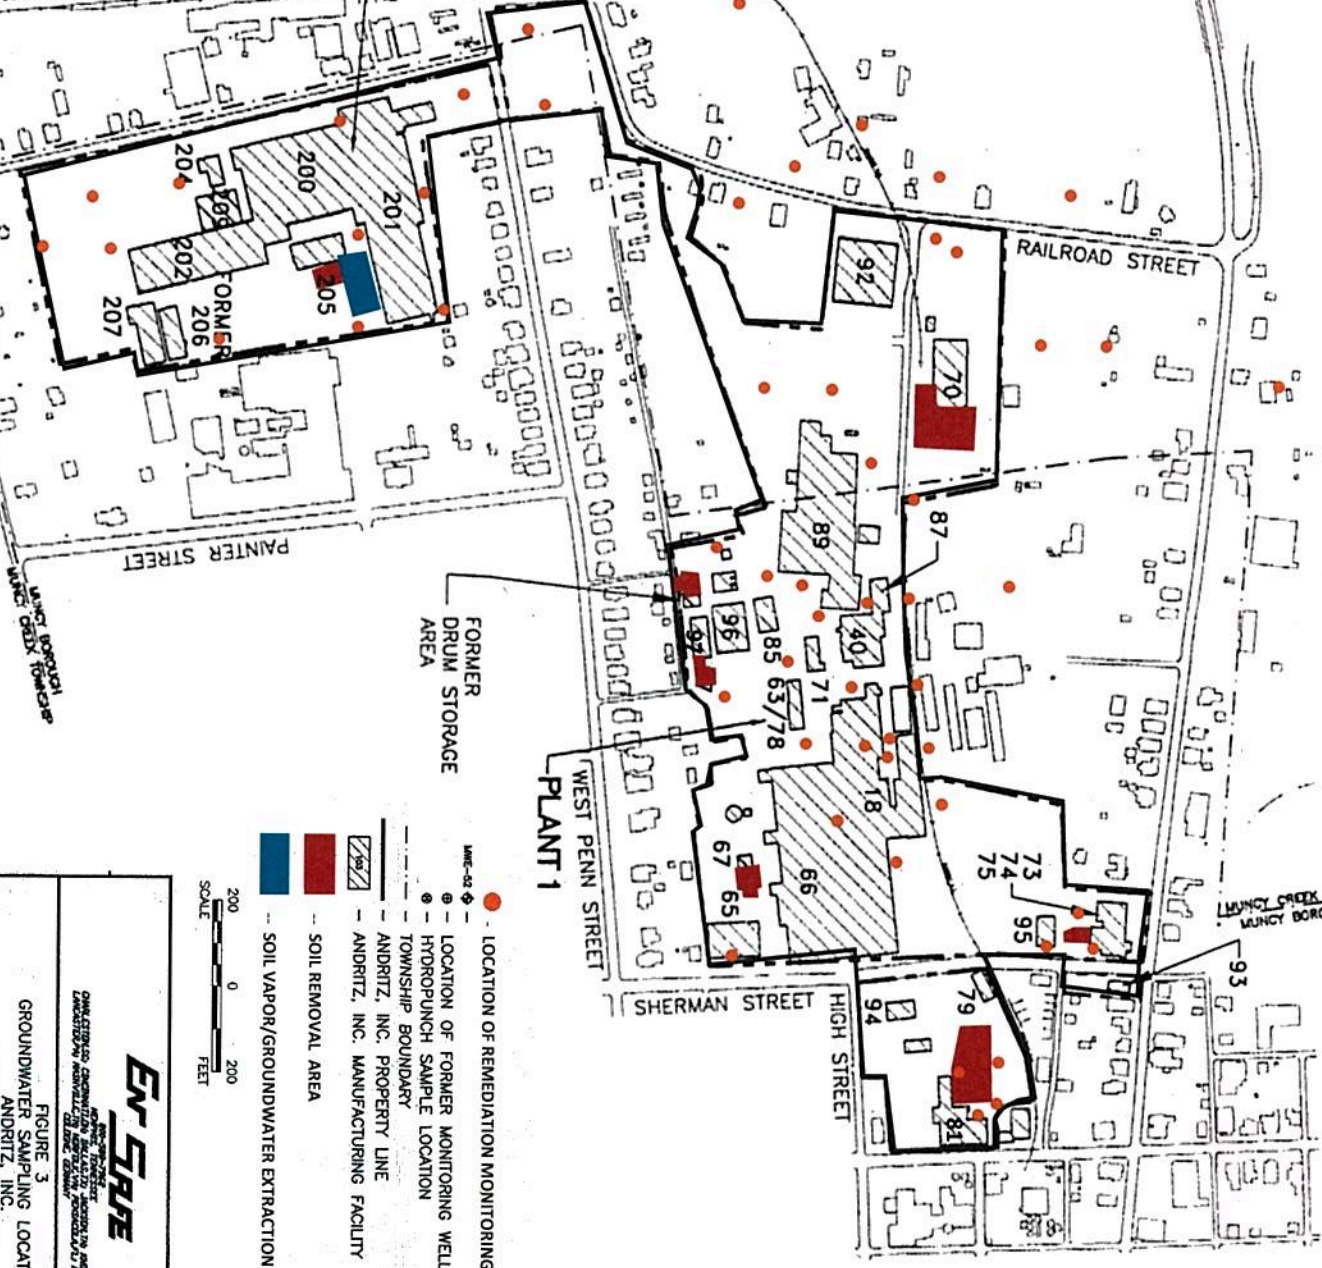 RAILROAD STREET
92
70
87
89
40
96
97
85
71
63/78
PLANT 1
18
66
8
67
65
73
74
75
95
93
MUNCY CREEK
MUNCY BORO
79
94
81
204
200
201
202
205
FORMER
206
207
PAINTER STREET
MUNCY BOROUGH
MUNCY CREEK TOWNSHIP
FORMER
DRUM STORAGE
AREA
WEST PENN STREET
SHERMAN STREET
HIGH STREET
LOCATION OF REMEDIATION MONITORING
MWE-52
LOCATION OF FORMER MONITORING WELL
HYDROPUNCH SAMPLE LOCATION
TOWNSHIP BOUNDARY
ANDRITZ, INC. PROPERTY LINE
ANDRITZ, INC. MANUFACTURING FACILITY
SOIL REMOVAL AREA
SOIL VAPOR/GROUNDWATER EXTRACTION
200 0 200
SCALE FEET
ENSAFE
FIGURE 3
GROUNDWATER SAMPLING LOCAT
ANDRITZ, INC.